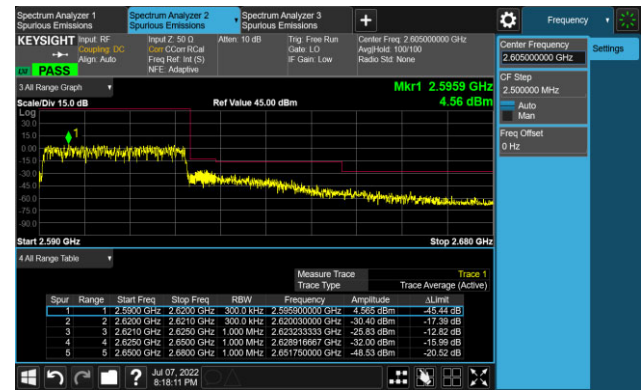 Spectrum Analyzer 1
Spurious Emissions
Spectrum Analyzer 2
Spurious Emissions
Spectrum Analyzer 3
Spurious Emissions
+
Frequency
KEYSIGHT
Input: RF
Coupling: DC
Align: Auto
Input Z: 50 Ω
Corr CCorr RCal
Freq Ref: Int (S)
NFE: Adaptive
Atten: 10 dB
Trig: Free Run
Gate: LO
IF Gain: Low
Center Freq: 2.605000000 GHz
Avg|Hold: 100/100
Radio Std: None
PASS
Center Frequency
2.605000000 GHz
Settings
CF Step
2.500000 MHz
Auto
Man
Freq Offset
0 Hz
3 All Range Graph
Mkr1 2.5959 GHz
4.56 dBm
Scale/Div 15.0 dB
Ref Value 45.00 dBm
Log
30.0
15.0
0.00
-15.0
-30.0
-45.0
-60.0
-75.0
-90.0
1
Start 2.590 GHz
Stop 2.680 GHz
4 All Range Table
Measure Trace Trace 1
Trace Type Trace Average (Active)
Spur Range Start Freq Stop Freq RBW Frequency Amplitude ΔLimit
1 1 2.5900 GHz 2.6200 GHz 300.0 kHz 2.595900000 GHz 4.565 dBm -45.44 dB
2 2 2.6200 GHz 2.6210 GHz 300.0 kHz 2.620030000 GHz -30.40 dBm -17.39 dB
3 3 2.6210 GHz 2.6250 GHz 1.000 MHz 2.623233333 GHz -25.83 dBm -12.82 dB
4 4 2.6250 GHz 2.6500 GHz 1.000 MHz 2.628916667 GHz -32.00 dBm -15.99 dB
5 5 2.6500 GHz 2.6800 GHz 1.000 MHz 2.651750000 GHz -48.53 dBm -20.52 dB
?
Jul 07, 2022
8:18:11 PM